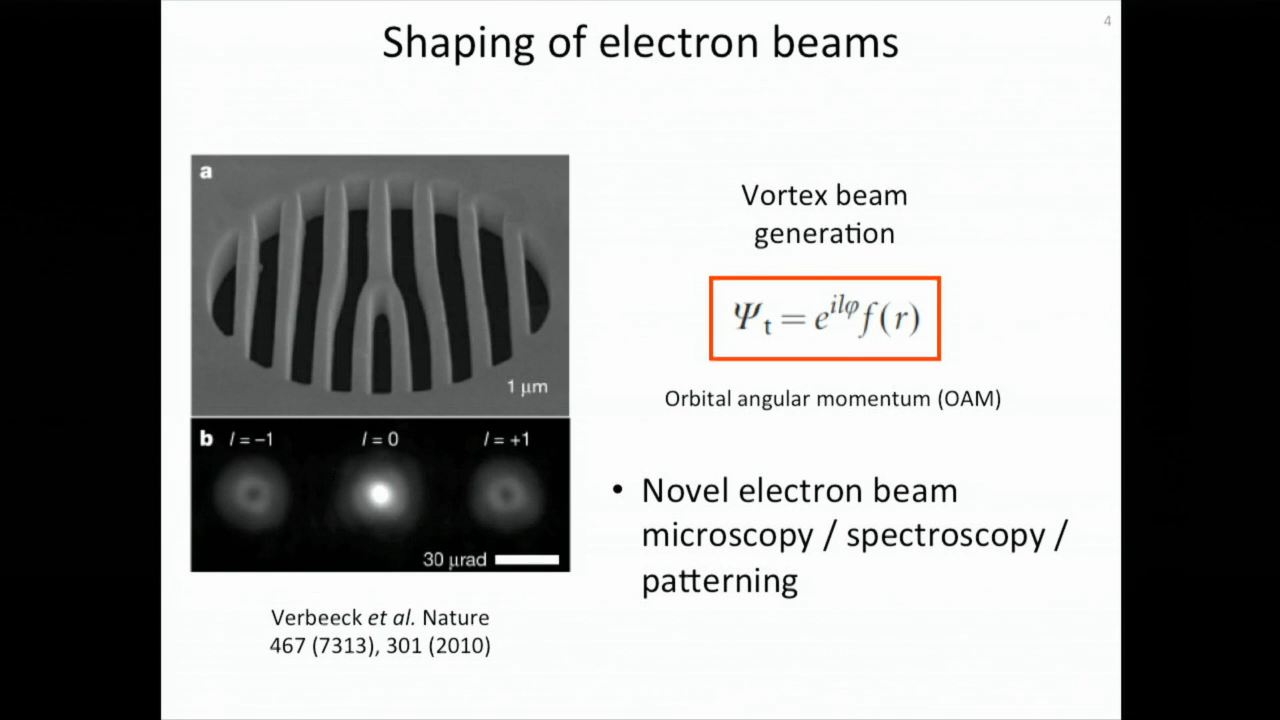 4
Shaping of electron beams
a
1 μm
b l = –1 l = 0 l = +1
30 μrad
Verbeeck et al. Nature
467 (7313), 301 (2010)
Vortex beam
generation
Ψt = e^{ilφ} f(r)
Orbital angular momentum (OAM)
• Novel electron beam
microscopy / spectroscopy /
patterning